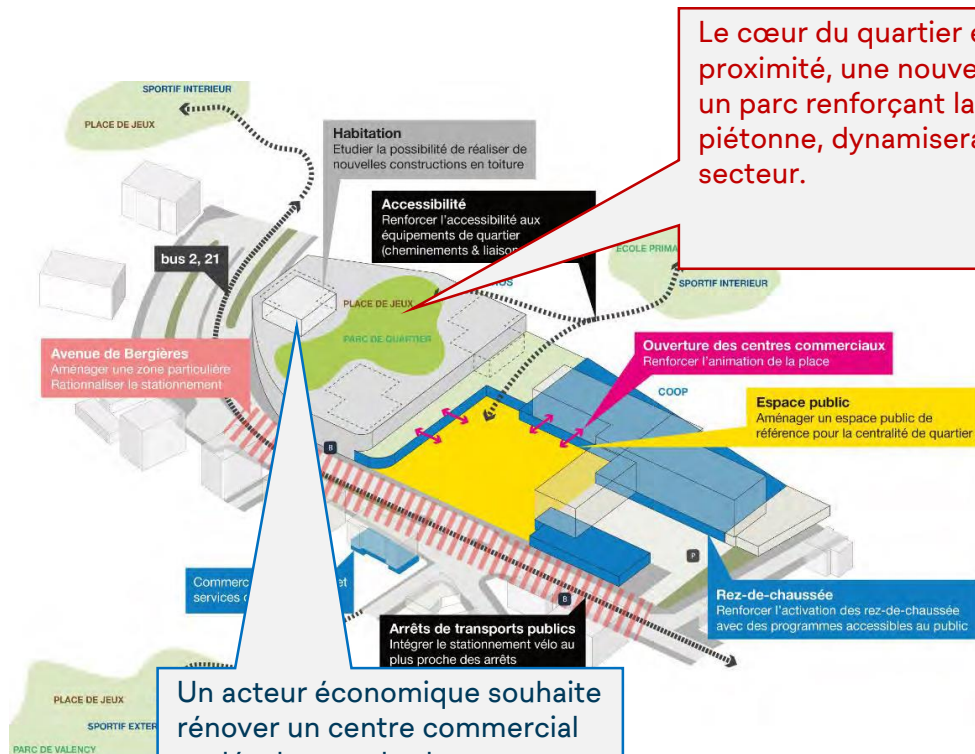 Le cœur du quartier
proximité, une
un parc renforçant la
piétonne,
secteur.
SPORTIF INTERIEUR
PLACE DE JEUX
Habitation
Etudier la possibilité de réaliser de
nouvelles constructions en toiture
Accessibilité
Renforcer l'accessibilité aux
équipements de quartier
(cheminements &
bus 2, 21
ECOLE
SPORTIF INTERIEUR
PLACE DE JEUX
PARC DE QUARTIER
Avenue de Bergières
Aménager une zone particulière
Rationnaliser le stationnement
Ouverture des centres commerciaux
Renforcer l'animation de la place
COOP
Espace public
Aménager un espace public de
référence pour la centralité de quartier
B
P
services
B
Rez-de-chaussée
Renforcer l'activation des rez-de-chaussée
avec des programmes accessibles au public
Arrêts de transports publics
Intégrer le stationnement vélo au
plus proche des arrêts
Un acteur économique souhaite
rénover un centre commercial
PLACE DE JEUX
SPORTIF
PARC DE VALENCY